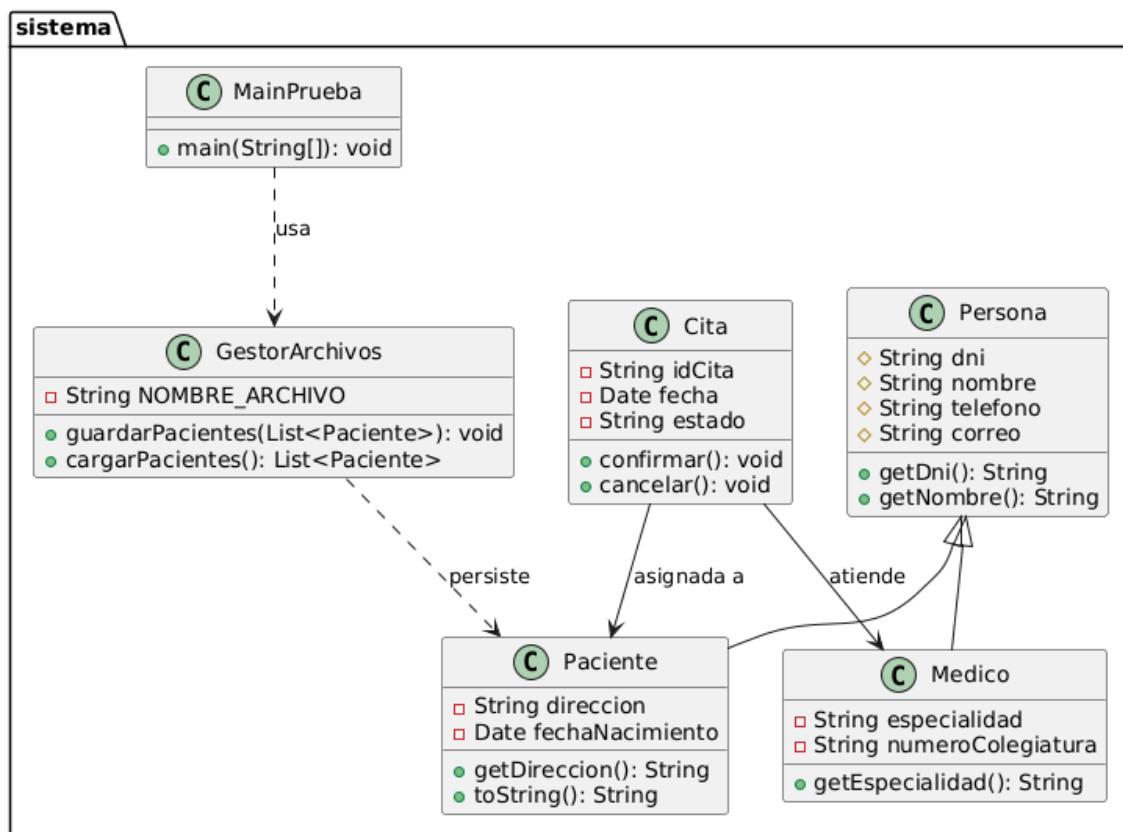 sistema
C MainPrueba
main(String[]): void
usa
C GestorArchivos
String NOMBRE_ARCHIVO
guardarPacientes(List<Paciente>): void
cargarPacientes(): List<Paciente>
C Cita
String idCita
Date fecha
String estado
confirmar(): void
cancelar(): void
C Persona
String dni
String nombre
String telefono
String correo
getDni(): String
getNombre(): String
persiste
asignada a
atiende
C Paciente
String direccion
Date fechaNacimiento
getDireccion(): String
toString(): String
C Medico
String especialidad
String numeroColegiatura
getEspecialidad(): String